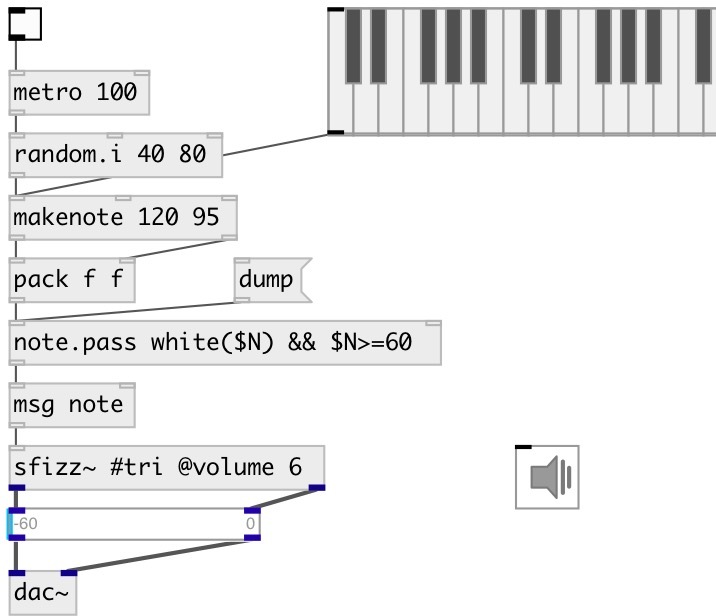 metro 100
random.i 40 80
makenote 120 95
pack f f
dump
note.pass white($N) && $N>=60
msg note
sfizz~ #tri @volume 6
-60 0
dac~